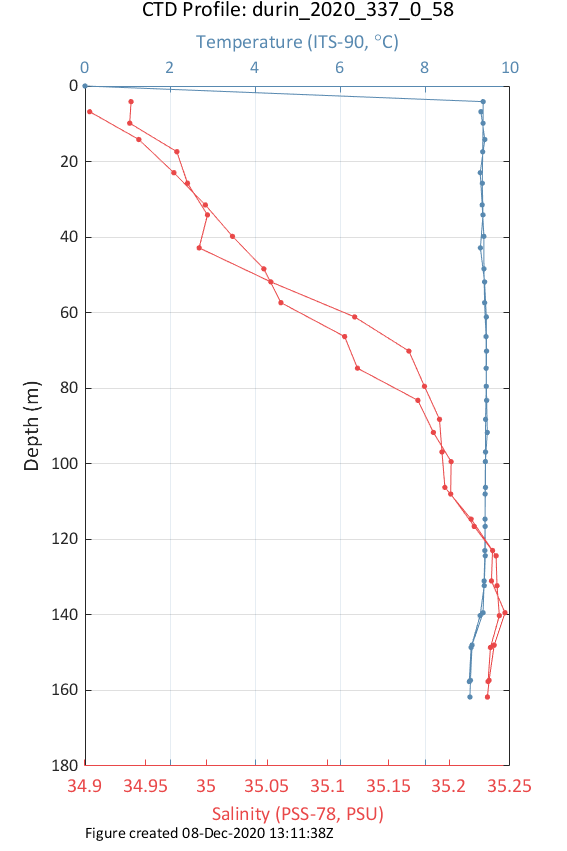 CTD Profile: durin_2020_337_0_58
Temperature (ITS-90, °C)
0 2 4 6 8 10
0
20
40
60
80
100
120
140
160
180
Depth (m)
34.9 34.95 35 35.05 35.1 35.15 35.2 35.25
Salinity (PSS-78, PSU)
Figure created 08-Dec-2020 13:11:38Z